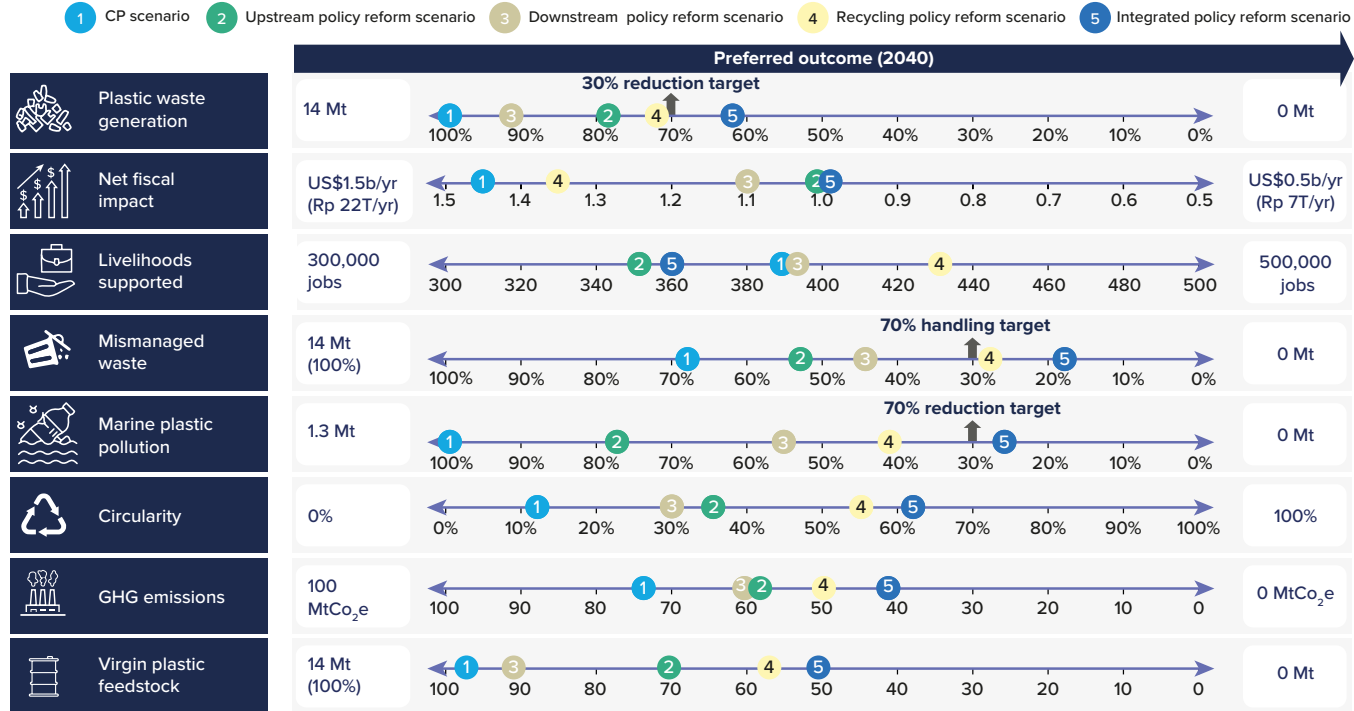 1 CP scenario 2 Upstream policy reform scenario 3 Downstream policy reform scenario 4 Recycling policy reform scenario 5 Integrated policy reform scenario
Preferred outcome (2040)
Plastic waste
generation
14 Mt
30% reduction target
1 3 2 4 5
100% 90% 80% 70% 60% 50% 40% 30% 20% 10% 0%
0 Mt
Net fiscal
impact
US$1.5b/yr
(Rp 22T/yr)
1 4 3 2 5
1.5 1.4 1.3 1.2 1.1 1.0 0.9 0.8 0.7 0.6 0.5
US$0.5b/yr
(Rp 7T/yr)
Livelihoods
supported
300,000
jobs
2 5 1 3 4
300 320 340 360 380 400 420 440 460 480 500
500,000
jobs
Mismanaged
waste
14 Mt
(100%)
70% handling target
1 2 3 4 5
100% 90% 80% 70% 60% 50% 40% 30% 20% 10% 0%
0 Mt
Marine plastic
pollution
1.3 Mt
70% reduction target
1 2 3 4 5
100% 90% 80% 70% 60% 50% 40% 30% 20% 10% 0%
0 Mt
Circularity
0%
1 3 2 4 5
0% 10% 20% 30% 40% 50% 60% 70% 80% 90% 100%
100%
GHG emissions
100
MtCo₂e
1 3 2 4 5
100 90 80 70 60 50 40 30 20 10 0
0 MtCo₂e
Virgin plastic
feedstock
14 Mt
(100%)
1 3 2 4 5
100 90 80 70 60 50 40 30 20 10 0
0 Mt